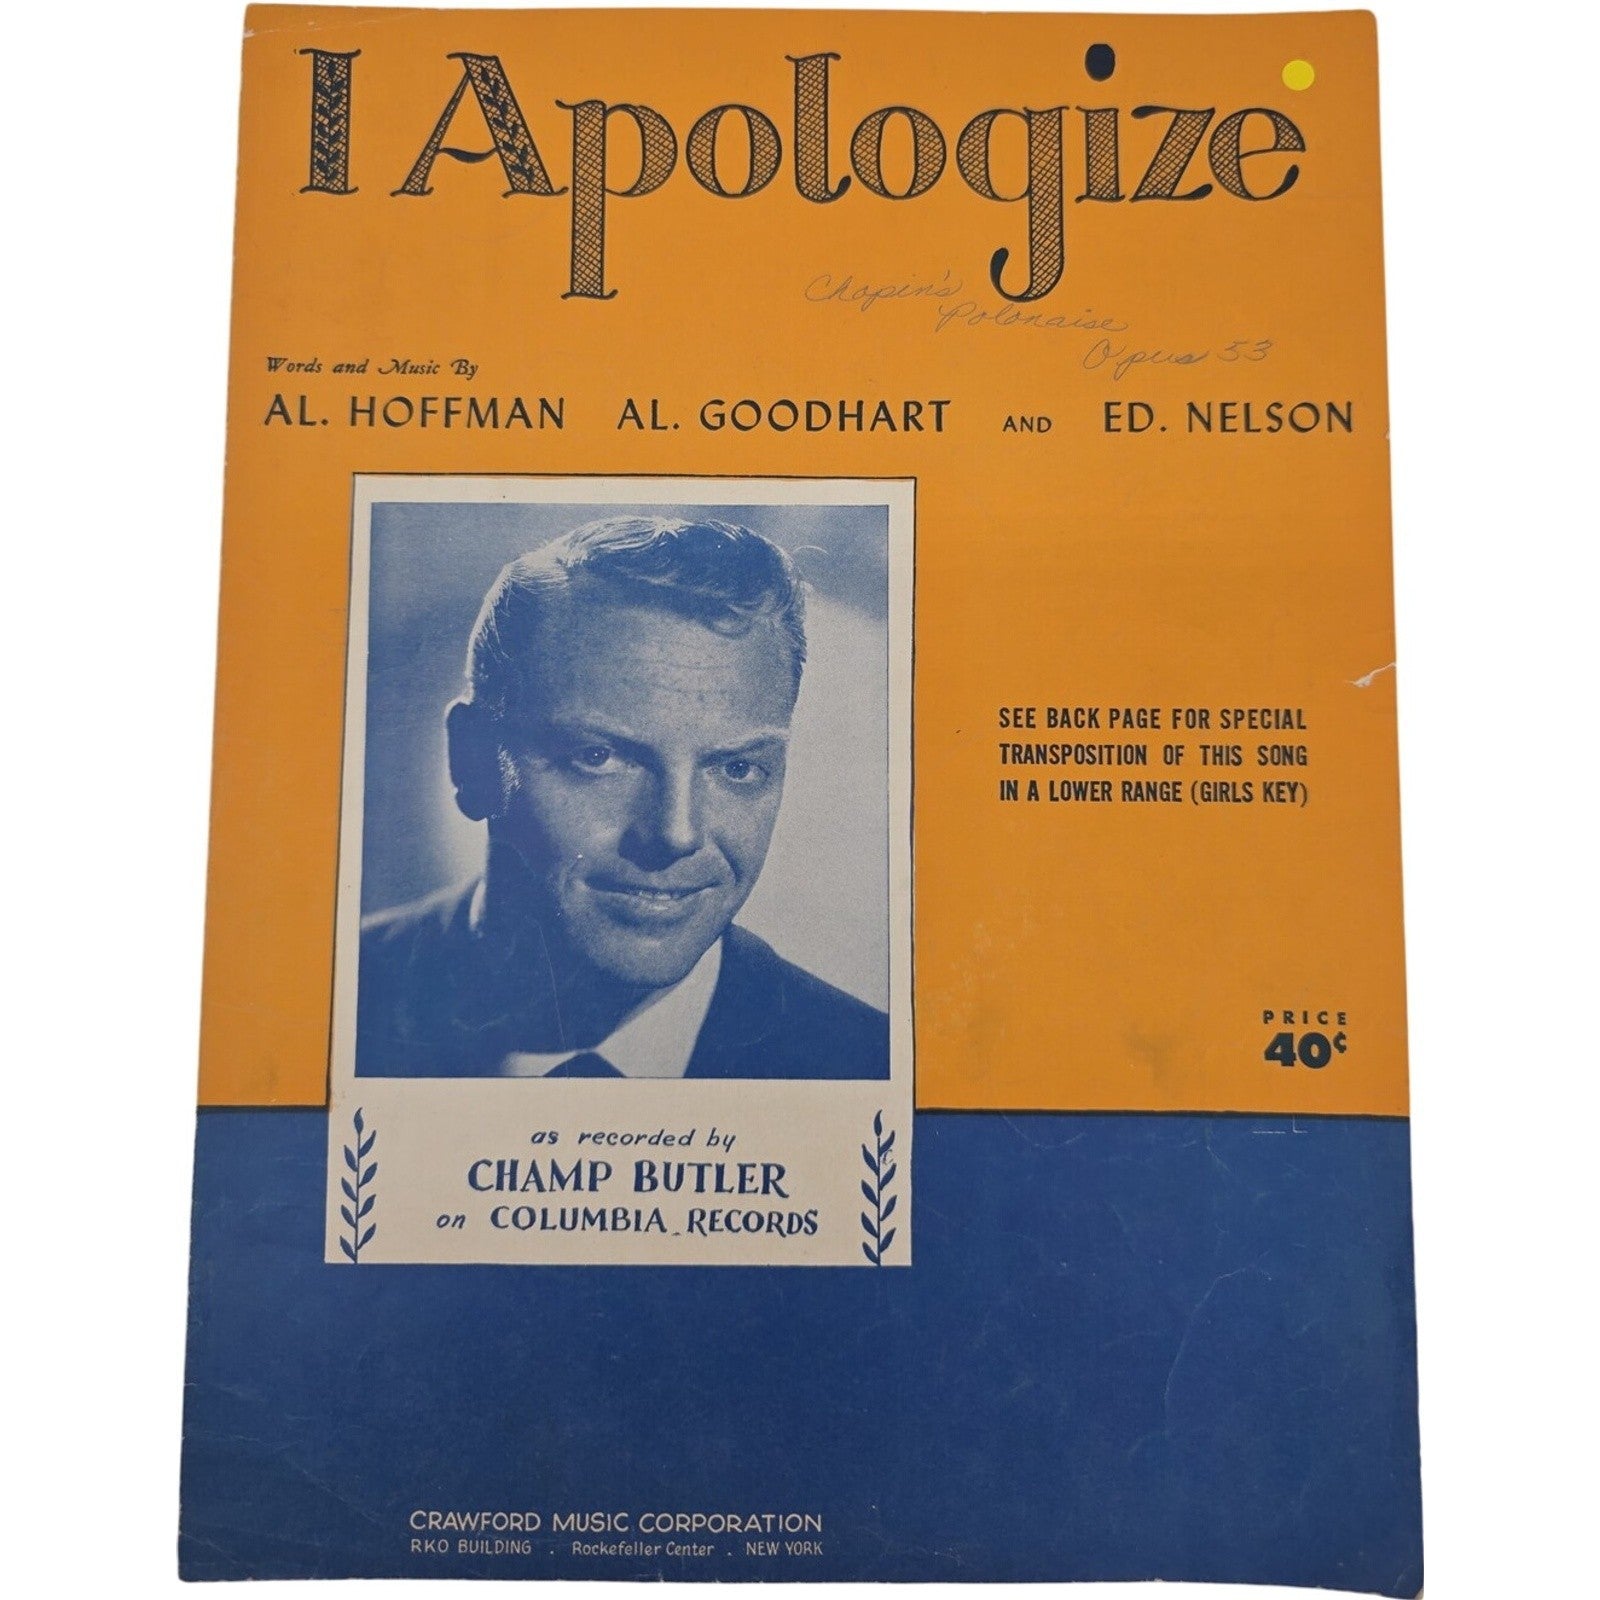 I Apologize
Chopin's
Polonaise
Opus 53
Words and Music By
AL. HOFFMAN AL. GOODHART AND ED. NELSON
SEE BACK PAGE FOR SPECIAL
TRANSPOSITION OF THIS SONG
IN A LOWER RANGE (GIRLS KEY)
PRICE
40¢
as recorded by
CHAMP BUTLER
on COLUMBIA RECORDS
CRAWFORD MUSIC CORPORATION
RKO BUILDING . Rockefeller Center . NEW YORK